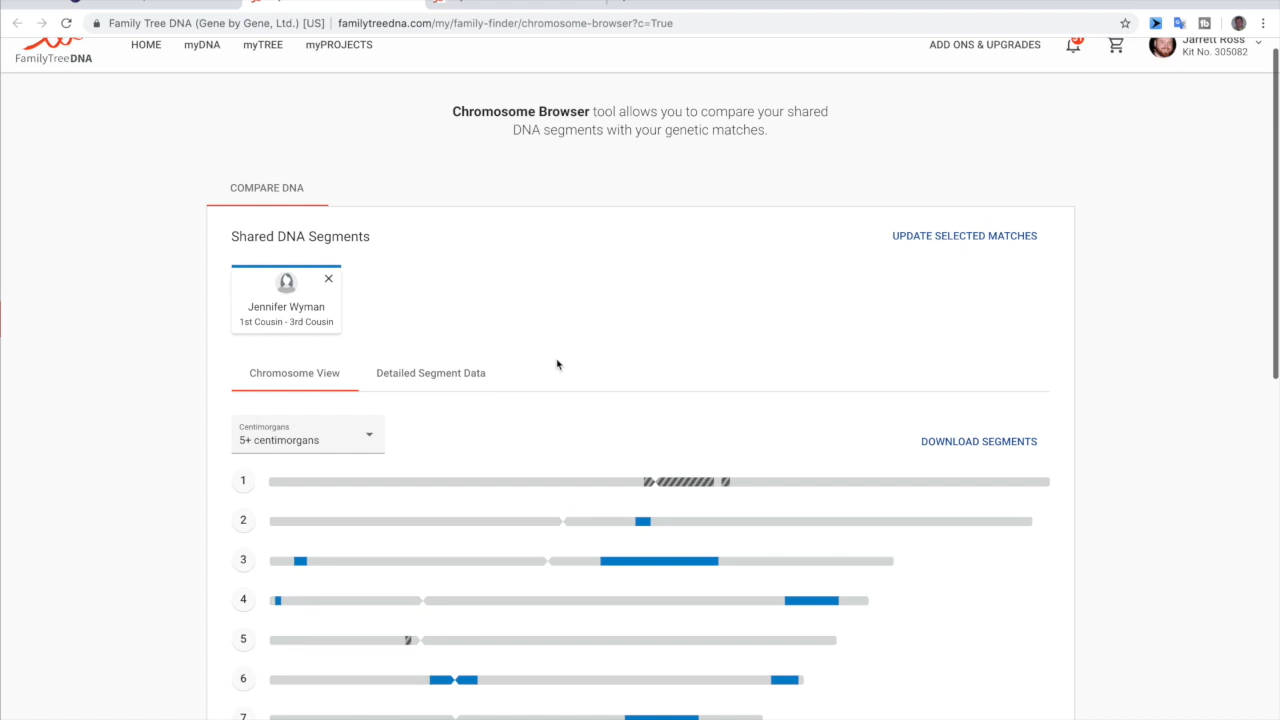 Family Tree DNA (Gene by Gene, Ltd.) [US] familytreedna.com/my/family-finder/chromosome-browser?c=True
FamilyTreeDNA
HOME myDNA myTREE myPROJECTS ADD ONS & UPGRADES
Jarrett Ross
Kit No. 305082
Chromosome Browser tool allows you to compare your shared
DNA segments with your genetic matches.
COMPARE DNA
Shared DNA Segments
UPDATE SELECTED MATCHES
Jennifer Wyman
1st Cousin - 3rd Cousin
Chromosome View Detailed Segment Data
Centimorgans
5+ centimorgans
DOWNLOAD SEGMENTS
1
2
3
4
5
6
7